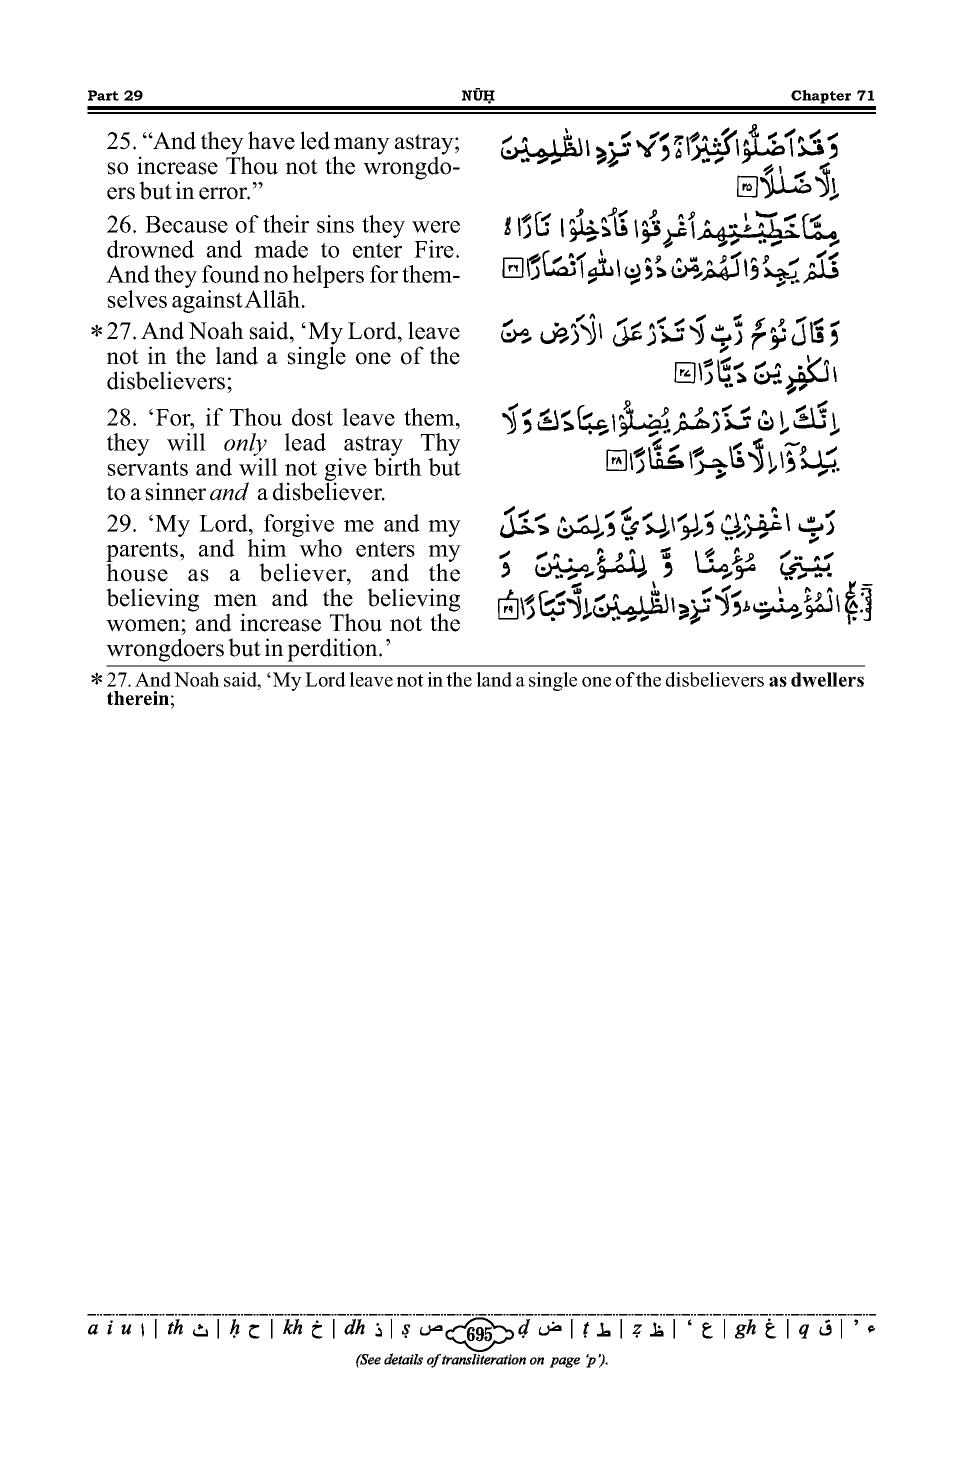 Part 29 NŪḤ Chapter 71
25. “And they have led many astray;
so increase Thou not the wrongdo-
ers but in error.”
وَ قَدْ اَضَلُّوْا كَثِيْرًا ۬ۚ وَ لَا تَزِدِ الظّٰلِمِيْنَ
اِلَّا ضَلٰلًا ﴿۲۵﴾
26. Because of their sins they were
drowned and made to enter Fire.
And they found no helpers for them-
selves against Allāh.
مِمَّا خَطِيْٓـٰٔتِهِمْ اُغْرِقُوْا فَاُدْخِلُوْا نَارًا ۬ۙ
فَلَمْ يَجِدُوْا لَهُمْ مِّنْ دُوْنِ اللّٰهِ اَنْصَارًا ﴿۲۶﴾
* 27. And Noah said, ‘My Lord, leave
not in the land a single one of the
disbelievers;
وَ قَالَ نُوْحٌ رَّبِّ لَا تَذَرْ عَلَى الْاَرْضِ مِنَ
الْكٰفِرِيْنَ دَيَّارًا ﴿۲۷﴾
28. ‘For, if Thou dost leave them,
they will only lead astray Thy
servants and will not give birth but
to a sinner and a disbeliever.
اِنَّكَ اِنْ تَذَرْهُمْ يُضِلُّوْا عِبَادَكَ وَ لَا
يَلِدُوْۤا اِلَّا فَاجِرًا كَفَّارًا ﴿۲۸﴾
29. ‘My Lord, forgive me and my
parents, and him who enters my
house as a believer, and the
believing men and the believing
women; and increase Thou not the
wrongdoers but in perdition.’
رَبِّ اغْفِرْلِيْ وَ لِوَالِدَيَّ وَ لِمَنْ دَخَلَ
بَيْتِيَ مُؤْمِنًا وَّ لِلْمُؤْمِنِيْنَ وَ
الْمُؤْمِنٰتِ ؕ وَ لَا تَزِدِ الظّٰلِمِيْنَ اِلَّا تَبَارًا ﴿۲۹﴾
* 27. And Noah said, ‘My Lord leave not in the land a single one of the disbelievers as dwellers
therein;
a i u ا | th ث | ḥ ح | kh خ | dh ذ | ṣ ص 695 ḍ ض | ṭ ط | ẓ ظ | ‘ ع | gh غ | q ق | ’ ء
(See details of transliteration on page ‘p’).